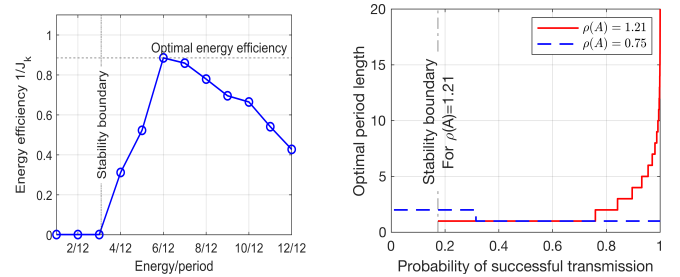 1
0.8
0.6
0.4
0.2
0
2/12 4/12 6/12 8/12 10/12 12/12
Energy/period
Energy efficiency 1/J_k
Optimal energy efficiency
Stability boundary
20
15
10
5
0
0 0.2 0.4 0.6 0.8 1
Probability of successful transmission
Optimal period length
Stability boundary
For ρ(A)=1.21
ρ(A) = 1.21
ρ(A) = 0.75